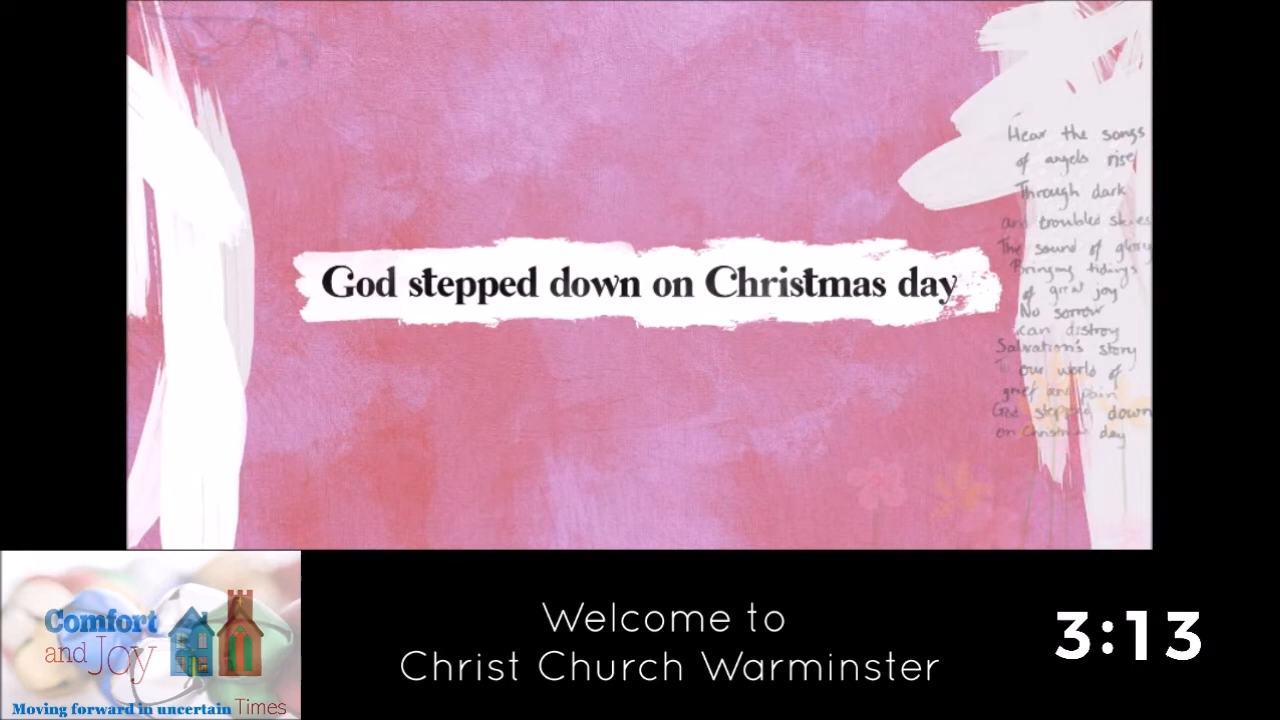 God stepped down on Christmas day
Hear the songs
of angels rise
Through dark
and troubled skies
The sound of glory
Bringing tidings
of great joy
No sorrow
can distroy
Salvation's story
In our world of
grief and pain
God stepped down
on Christmas day
Comfort
and Joy
Moving forward in uncertain Times
Welcome to
Christ Church Warminster
3:13